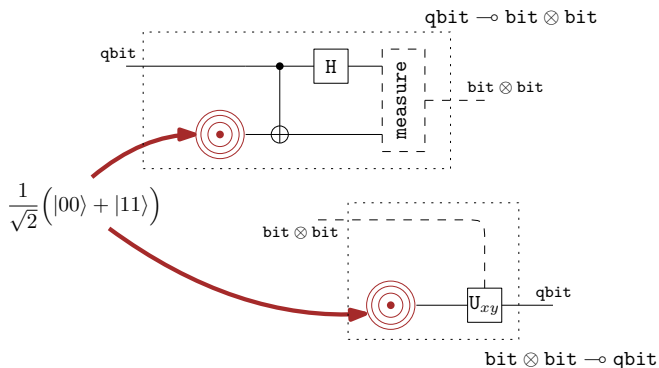 qbit ⊸ bit ⊗ bit
qbit
H
measure
bit ⊗ bit
1/√2 (|00⟩ + |11⟩)
bit ⊗ bit
U_xy
qbit
bit ⊗ bit ⊸ qbit